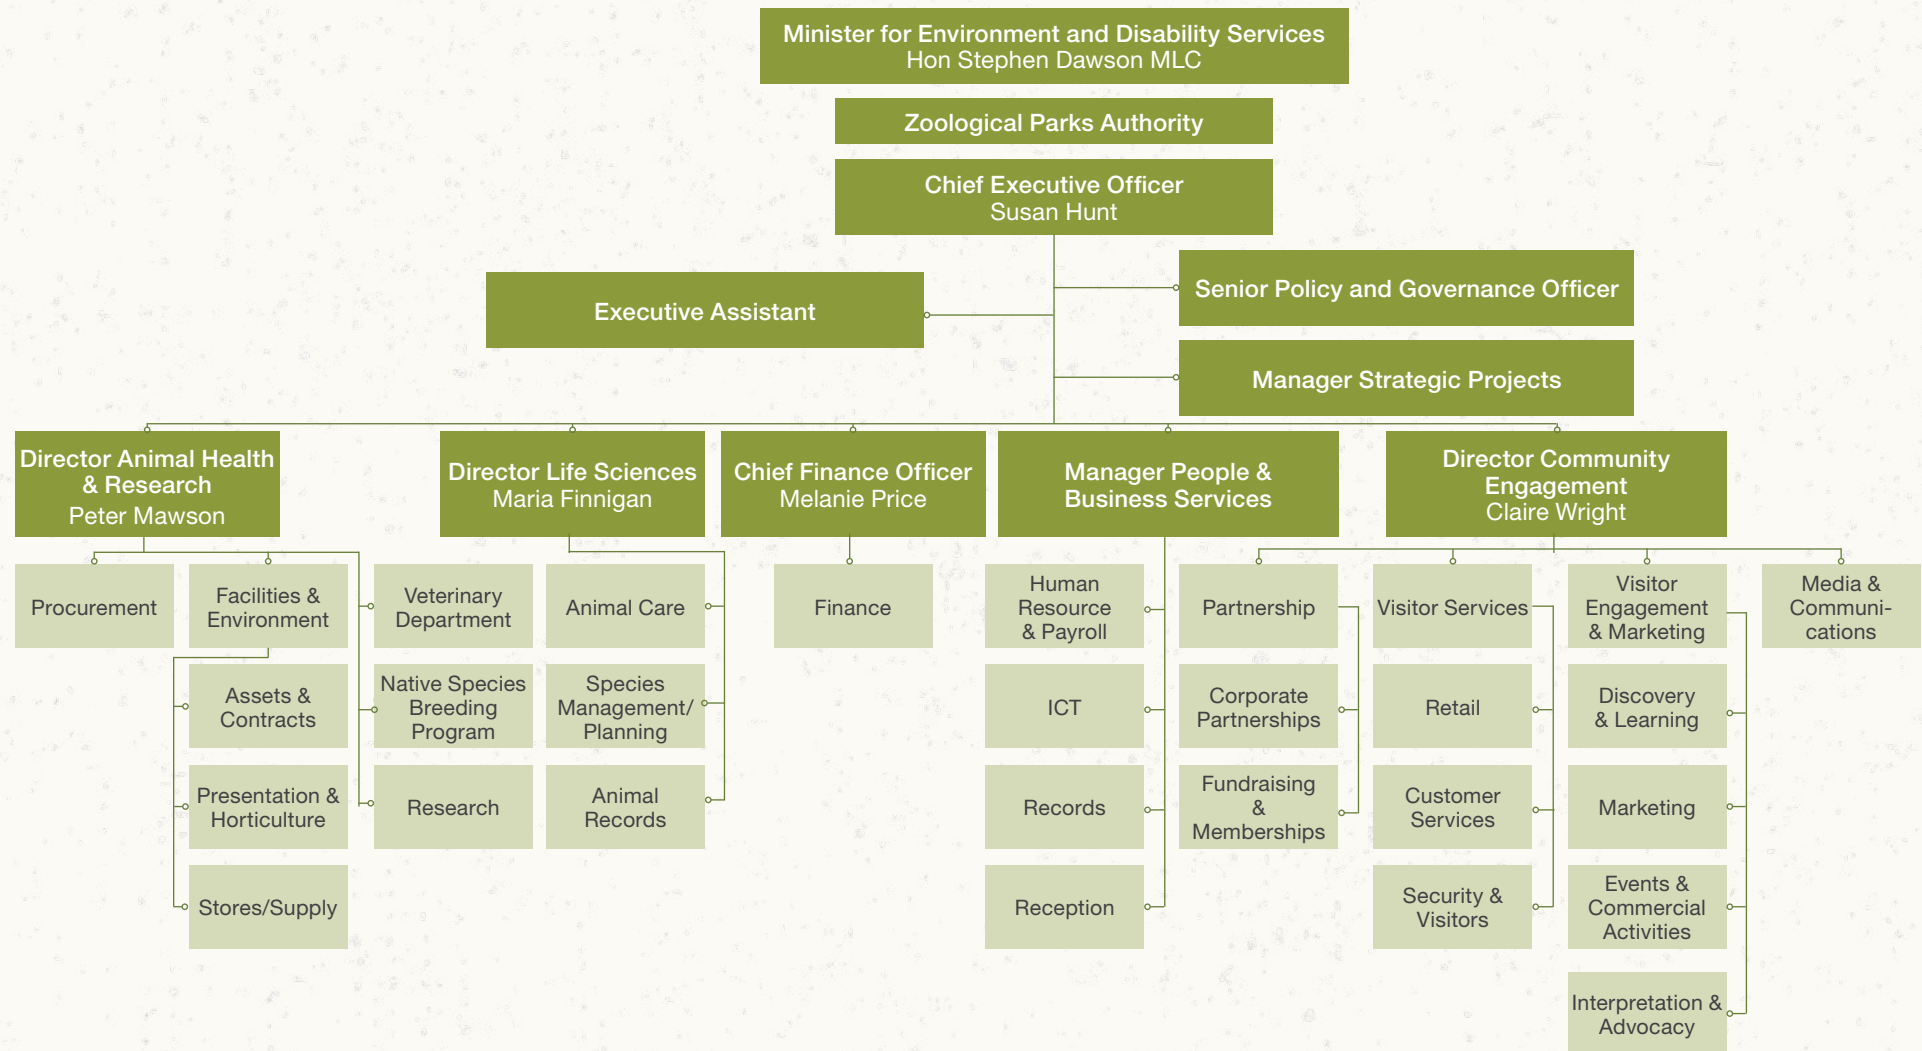 Minister for Environment and Disability Services
Hon Stephen Dawson MLC
Zoological Parks Authority
Chief Executive Officer
Susan Hunt
Executive Assistant
Senior Policy and Governance Officer
Manager Strategic Projects
Director Animal Health
& Research
Peter Mawson
Director Life Sciences
Maria Finnigan
Chief Finance Officer
Melanie Price
Manager People &
Business Services
Director Community
Engagement
Claire Wright
Procurement
Facilities &
Environment
Assets &
Contracts
Presentation &
Horticulture
Stores/Supply
Veterinary
Department
Native Species
Breeding
Program
Research
Animal Care
Species
Management/
Planning
Animal
Records
Finance
Human
Resource
& Payroll
ICT
Records
Reception
Partnership
Corporate
Partnerships
Fundraising
&
Memberships
Visitor Services
Retail
Customer
Services
Security &
Visitors
Visitor
Engagement
& Marketing
Discovery
& Learning
Marketing
Events &
Commercial
Activities
Interpretation &
Advocacy
Media &
Communi-
cations